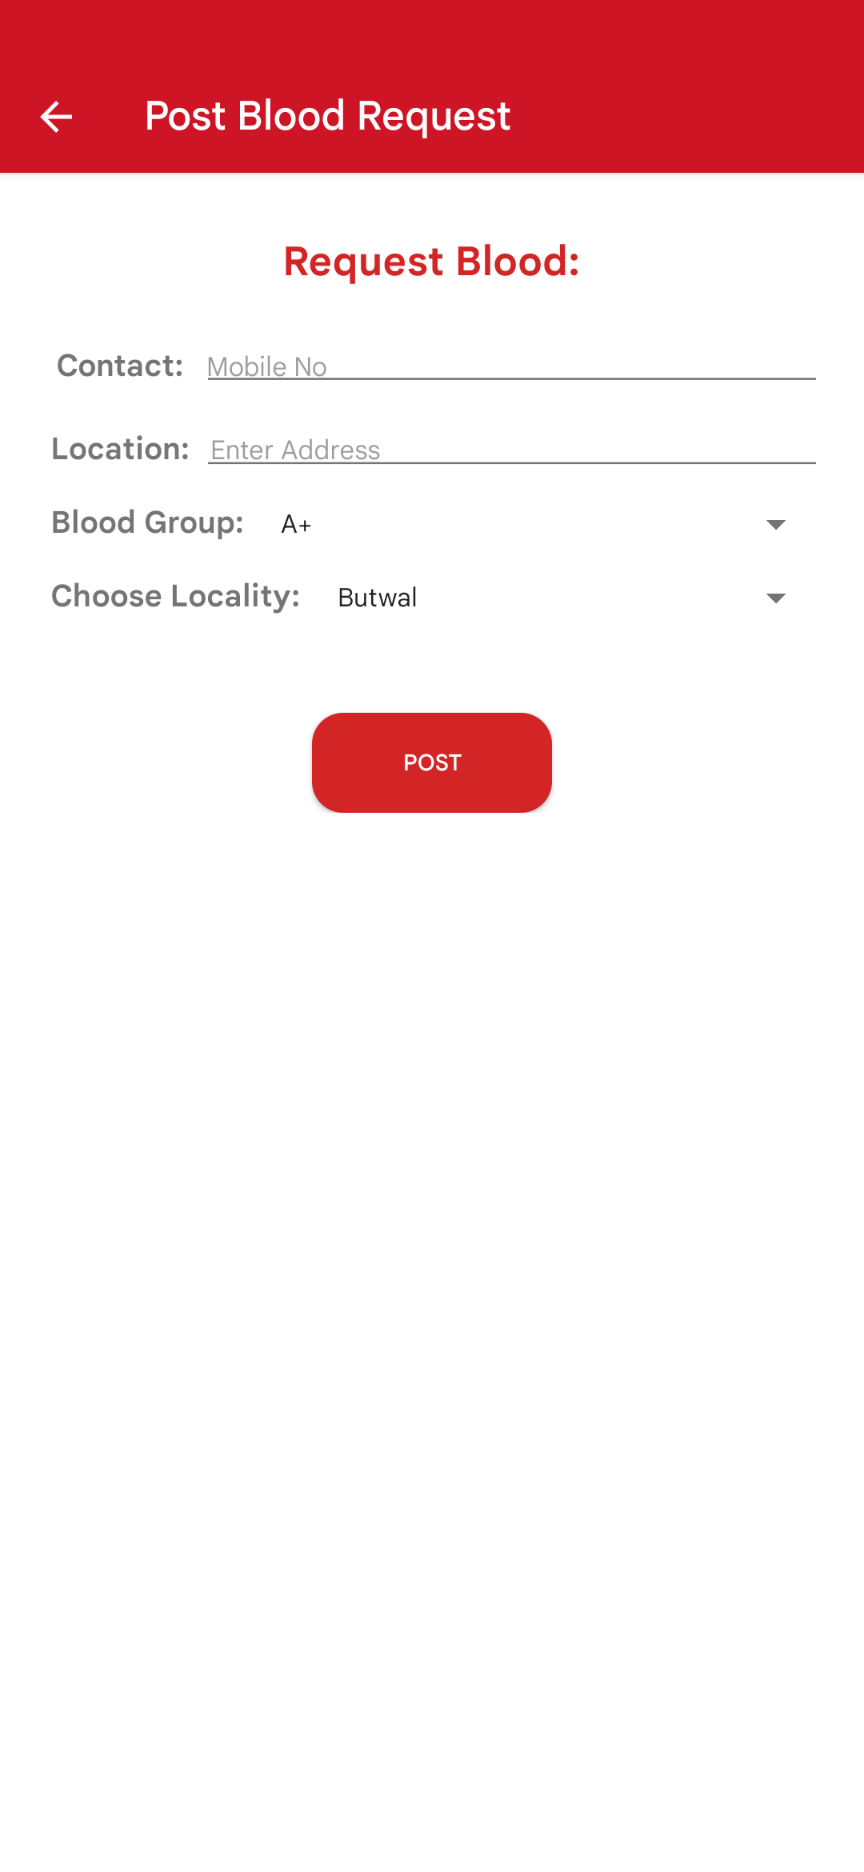 Post Blood Request
Request Blood:
Contact: Mobile No
Location: Enter Address
Blood Group: A+
Choose Locality: Butwal
POST